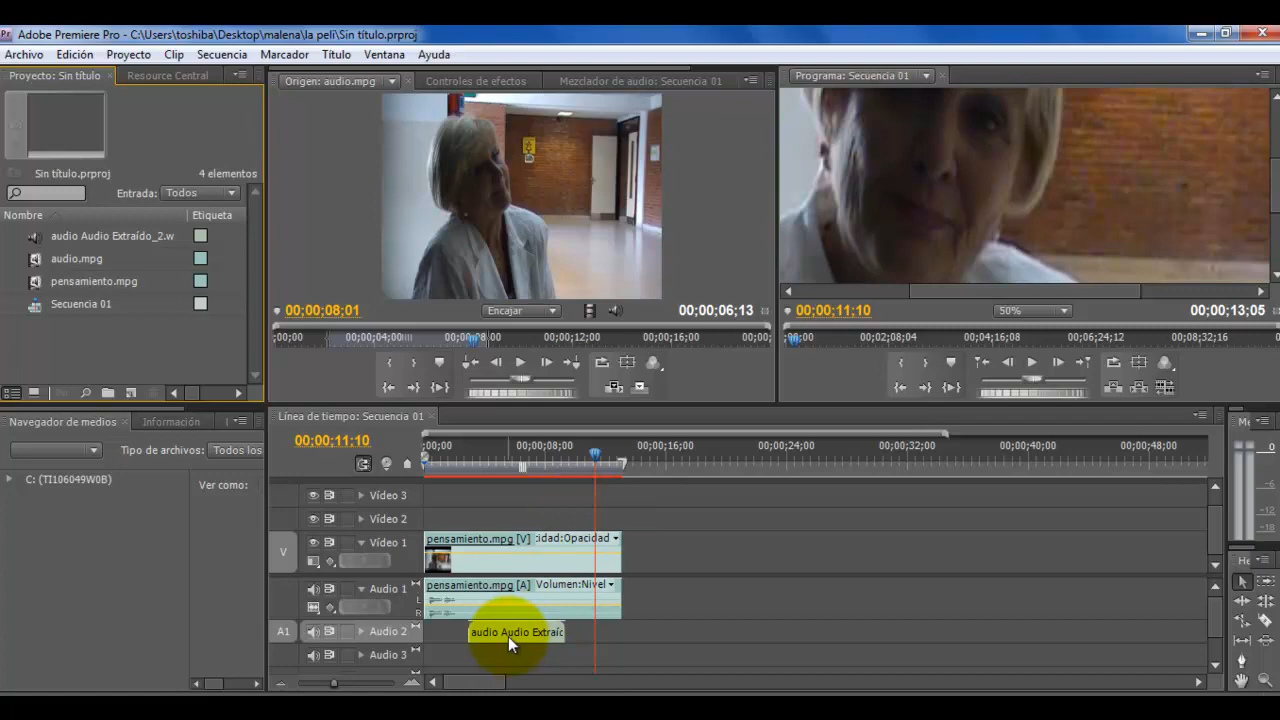 Adobe Premiere Pro - C:\Users\toshiba\Desktop\malena\la peli\Sin título.prproj
Archivo Edición Proyecto Clip Secuencia Marcador Título Ventana Ayuda
Proyecto: Sin título Resource Central
Origen: audio.mpg Controles de efectos Mezclador de audio: Secuencia 01
Programa: Secuencia 01
Sin título.prproj 4 elementos
Entrada: Todos
Nombre Etiqueta
audio Audio Extraído_2.w
audio.mpg
pensamiento.mpg
Secuencia 01
00;00;08;01 Encajar 00;00;06;13
00;00;11;10 50% 00;00;13;05
;00;00 00;00;04;00 00;00;08;00 00;00;12;00 00;00;16;00 00;00;
;00;00 00;02;08;04 00;04;16;08 00;06;24;12 00;08;32;16
Navegador de medios Información
Tipo de archivos: Todos los
C: (TI106049W0B) Ver como:
Línea de tiempo: Secuencia 01
00;00;11;10
;00;00 00;00;08;00 00;00;16;00 00;00;24;00 00;00;32;00 00;00;40;00 00;00;48;00
Vídeo 3
Vídeo 2
V Vídeo 1 pensamiento.mpg [V] :idad:Opacidad
Audio 1 pensamiento.mpg [A] Volumen:Nivel
L
R
A1 Audio 2 audio Audio Extraíc
Audio 3
Me
0
-6
-12
-18
He